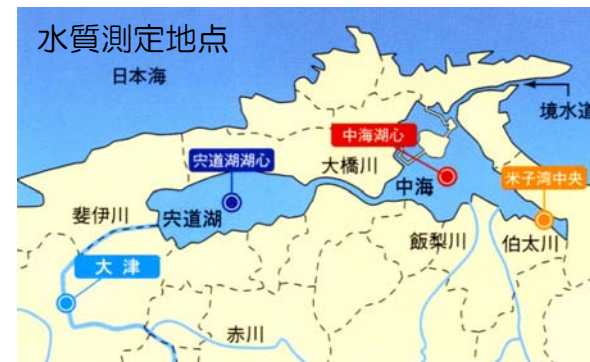 水質測定地点
日本海
境水道
中海湖心
宍道湖湖心
大橋川
中海
米子湾中央
斐伊川
宍道湖
飯梨川
伯太川
大津
赤川